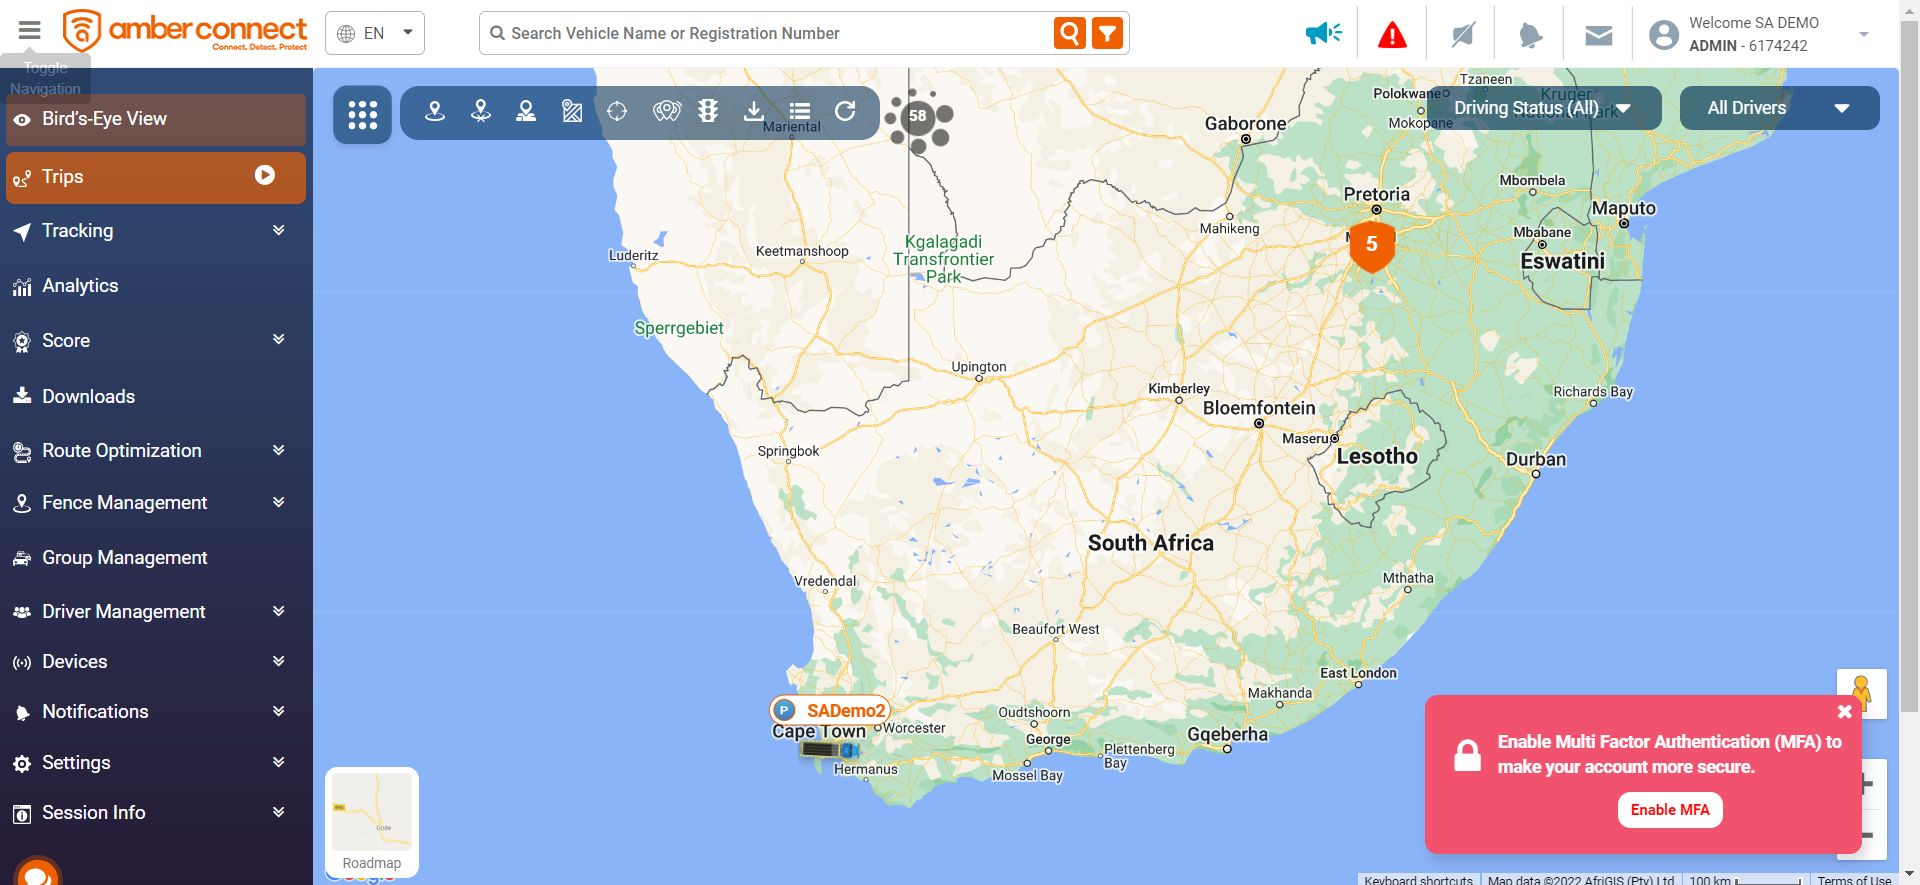 amber connect
Connect. Detect. Protect
EN
Search Vehicle Name or Registration Number
Welcome SA DEMO
ADMIN - 6174242
Toggle
Navigation
Bird's-Eye View
Trips
Tracking
Analytics
Score
Downloads
Route Optimization
Fence Management
Group Management
Driver Management
Devices
Notifications
Settings
Session Info
58
Driving Status (All)
All Drivers
Tzaneen
Polokwane
Kruger
National Park
Mokopane
Mariental
Gaborone
Mbombela
Pretoria
Maputo
Mahikeng
Mbabane
5
Eswatini
Luderitz
Keetmanshoop
Kgalagadi
Transfrontier
Park
Sperrgebiet
Upington
Kimberley
Richards Bay
Bloemfontein
Maseru
Lesotho
Springbok
Durban
South Africa
Vredendal
Mthatha
Beaufort West
East London
Makhanda
P SADemo2
Oudtshoorn
Cape Town
Worcester
George
Gqeberha
Plettenberg
Bay
Hermanus
Mossel Bay
Enable Multi Factor Authentication (MFA) to
make your account more secure.
Enable MFA
Gode
Roadmap
Google
Keyboard shortcuts
Map data ©2022 AfriGIS (Pty) Ltd
100 km
Terms of Use